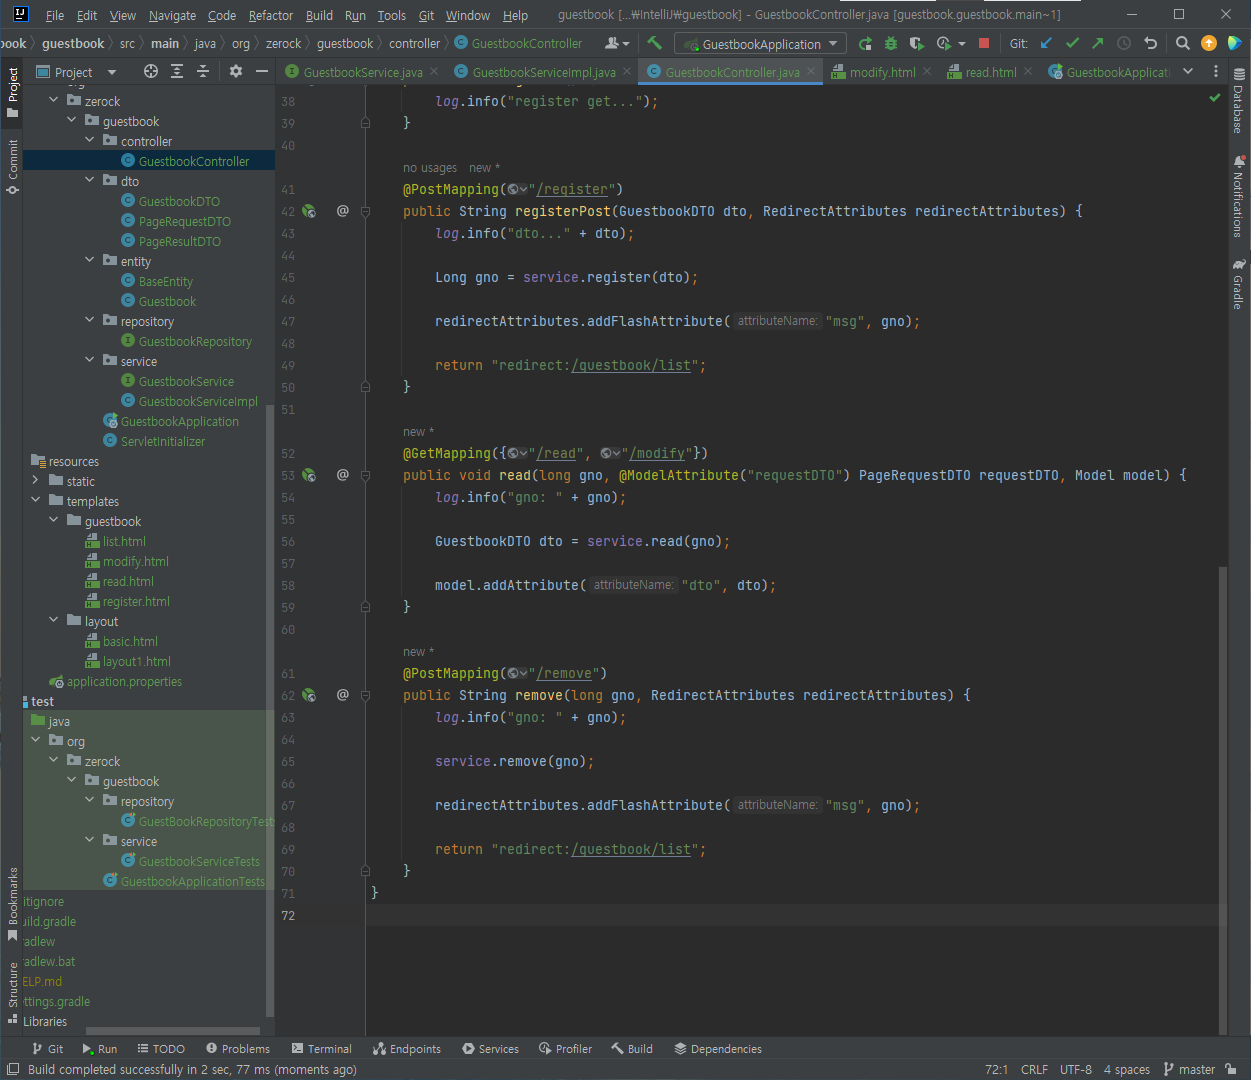 File Edit View Navigate Code Refactor Build Run Tools Git Window Help guestbook [...₩IntelliJ₩guestbook] - GuestbookController.java [guestbook.guestbook.main~1]
book guestbook src main java org zerock guestbook controller GuestbookController GuestbookApplication Git:
Project GuestbookService.java GuestbookServiceImpl.java GuestbookController.java modify.html read.html GuestbookApplicati
Project
Commit
Bookmarks
Structure
org
zerock
guestbook
controller
GuestbookController
dto
GuestbookDTO
PageRequestDTO
PageResultDTO
entity
BaseEntity
Guestbook
repository
GuestbookRepository
service
GuestbookService
GuestbookServiceImpl
GuestbookApplication
ServletInitializer
resources
static
templates
guestbook
list.html
modify.html
read.html
register.html
layout
basic.html
layout1.html
application.properties
test
java
org
zerock
guestbook
repository
GuestBookRepositoryTests
service
GuestbookServiceTests
GuestbookApplicationTests
itignore
uild.gradle
adlew
adlew.bat
ELP.md
ettings.gradle
Libraries
38 log.info("register get...");
39 }
40
no usages new *
41 @PostMapping("/register")
42 @ public String registerPost(GuestbookDTO dto, RedirectAttributes redirectAttributes) {
43 log.info("dto..." + dto);
44
45 Long gno = service.register(dto);
46
47 redirectAttributes.addFlashAttribute( attributeName: "msg", gno);
48
49 return "redirect:/guestbook/list";
50 }
51
new *
52 @GetMapping({"/read", "/modify"})
53 @ public void read(long gno, @ModelAttribute("requestDTO") PageRequestDTO requestDTO, Model model) {
54 log.info("gno: " + gno);
55
56 GuestbookDTO dto = service.read(gno);
57
58 model.addAttribute( attributeName: "dto", dto);
59 }
60
new *
61 @PostMapping("/remove")
62 @ public String remove(long gno, RedirectAttributes redirectAttributes) {
63 log.info("gno: " + gno);
64
65 service.remove(gno);
66
67 redirectAttributes.addFlashAttribute( attributeName: "msg", gno);
68
69 return "redirect:/guestbook/list";
70 }
71 }
72
Database
Notifications
Gradle
Git Run TODO Problems Terminal Endpoints Services Profiler Build Dependencies
Build completed successfully in 2 sec, 77 ms (moments ago) 72:1 CRLF UTF-8 4 spaces master